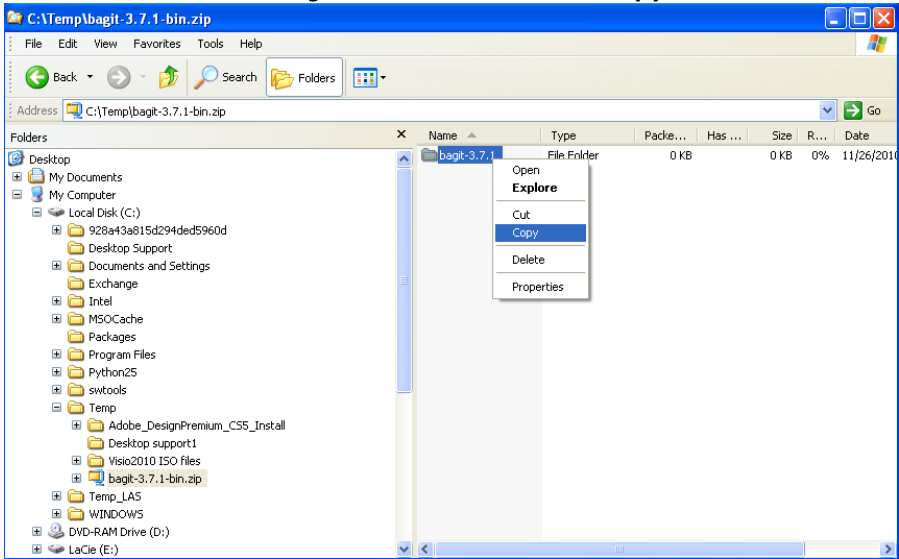 C:\Temp\bagit-3.7.1-bin.zip
File Edit View Favorites Tools Help
Back Search Folders
Address C:\Temp\bagit-3.7.1-bin.zip Go
Folders Name Type Packe... Has ... Size R... Date
Desktop bagit-3.7.1 File Folder 0 KB 0 KB 0% 11/26/2010
My Documents Open
My Computer Explore
Local Disk (C:) Cut
928a43a815d294ded5960d Copy
Desktop Support
Documents and Settings Delete
Exchange Properties
Intel
MSOCache
Packages
Program Files
Python25
swtools
Temp
Adobe_DesignPremium_CS5_Install
Desktop support1
Visio2010 ISO files
bagit-3.7.1-bin.zip
Temp_LAS
WINDOWS
DVD-RAM Drive (D:)
LaCie (E:)